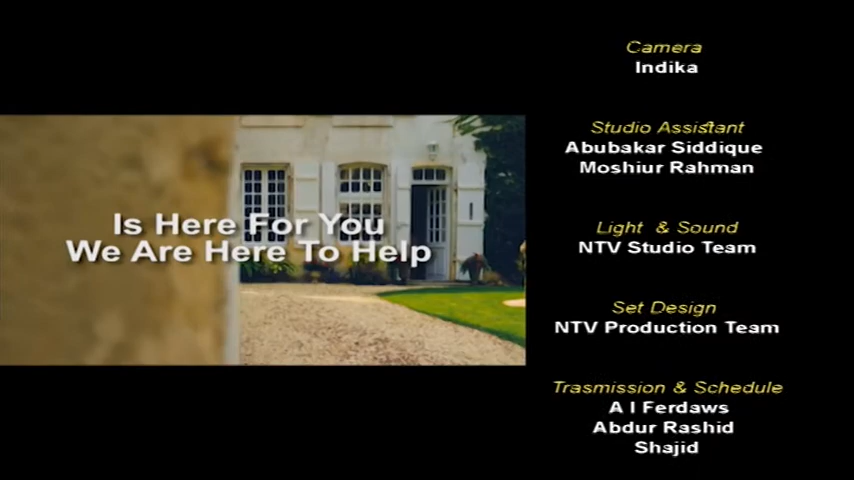 Is Here For You
We Are Here To Help
Camera
Indika
Studio Assistant
Abubakar Siddique
Moshiur Rahman
Light & Sound
NTV Studio Team
Set Design
NTV Production Team
Trasmission & Schedule
A I Ferdaws
Abdur Rashid
Shajid